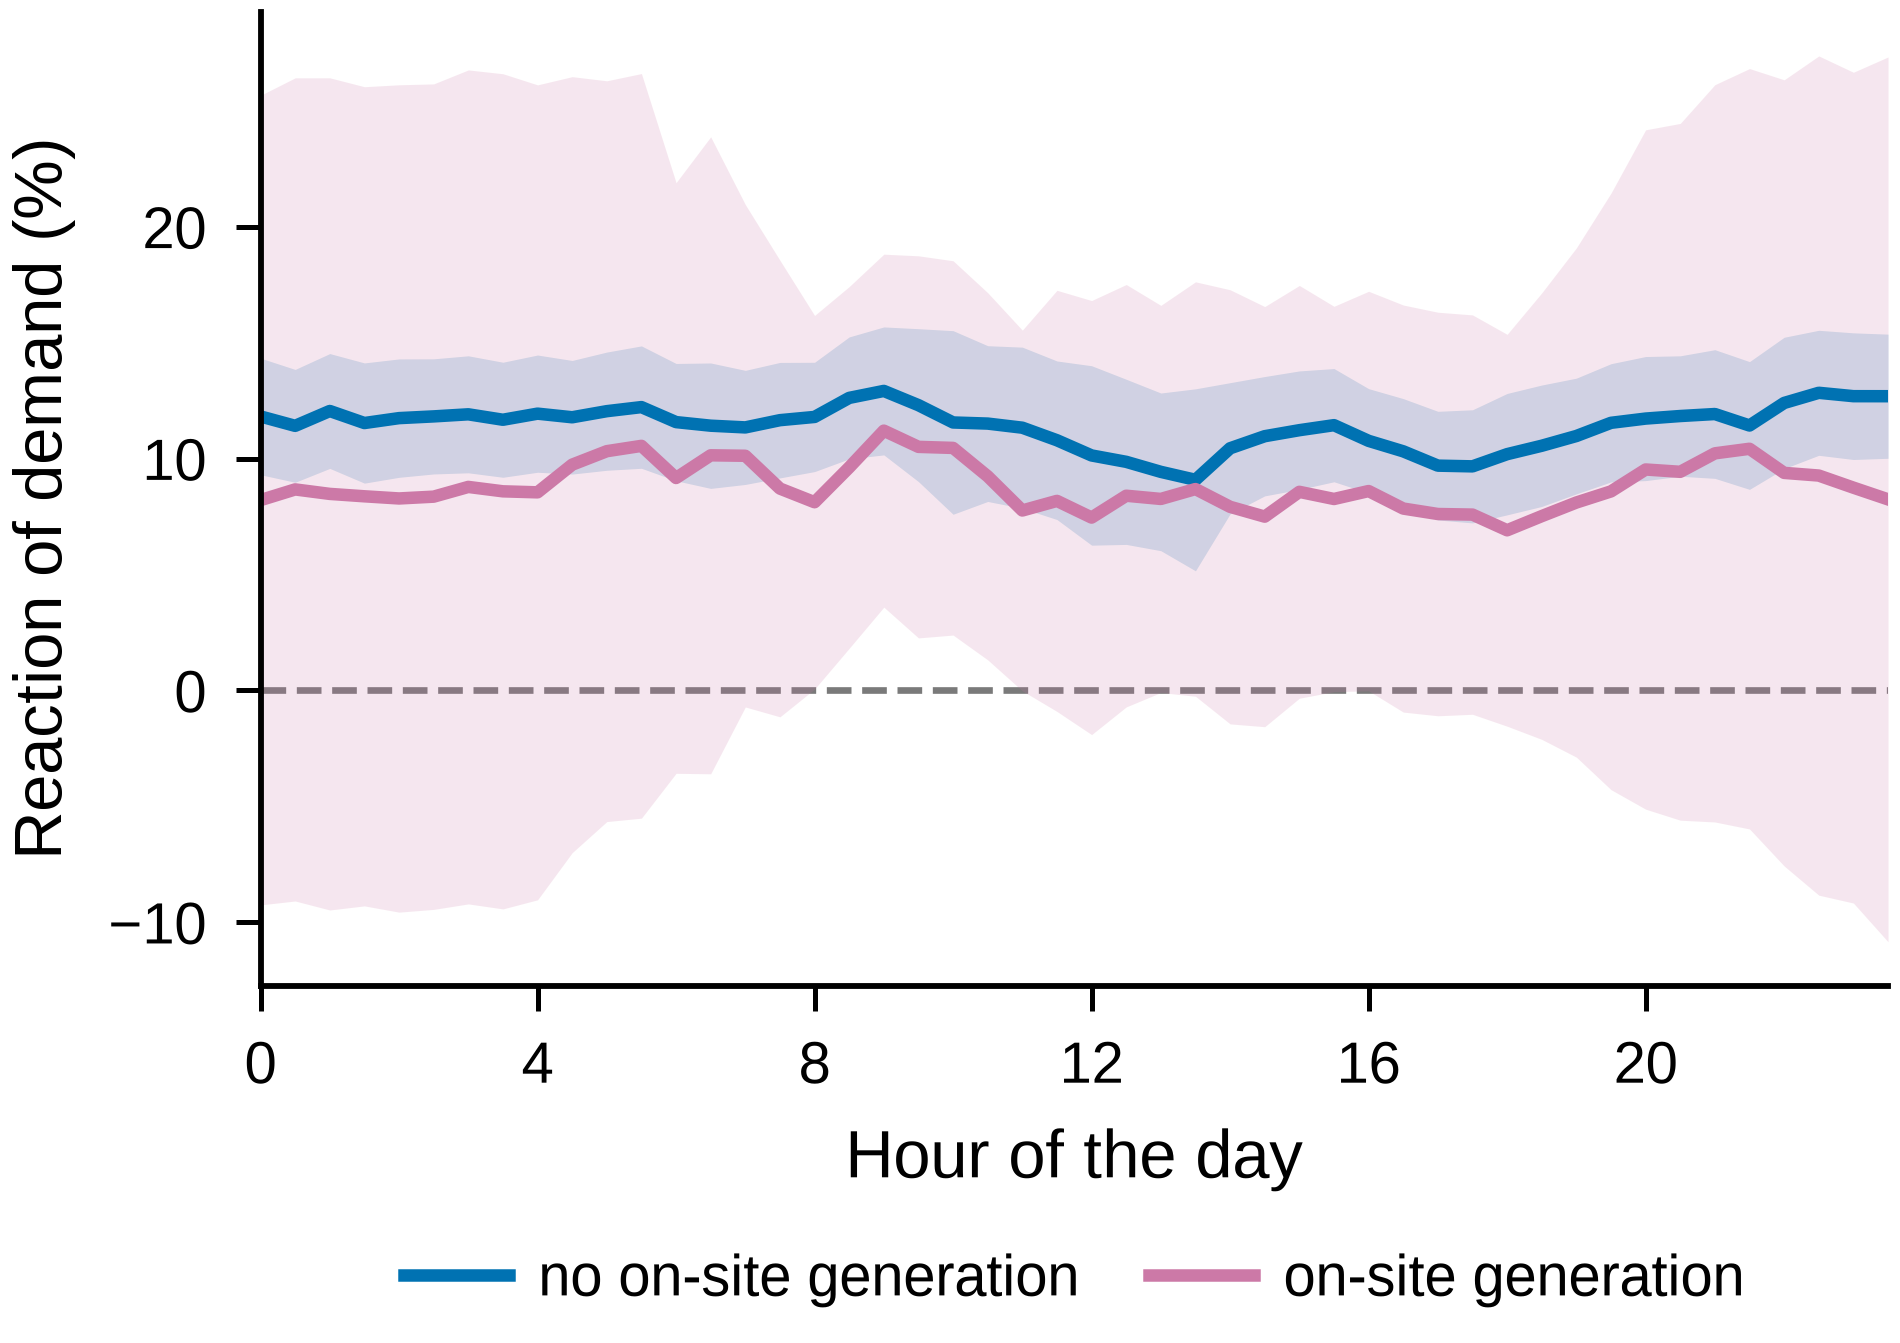 Reaction of demand (%)
20
10
0
−10
0 4 8 12 16 20
Hour of the day
no on-site generation on-site generation